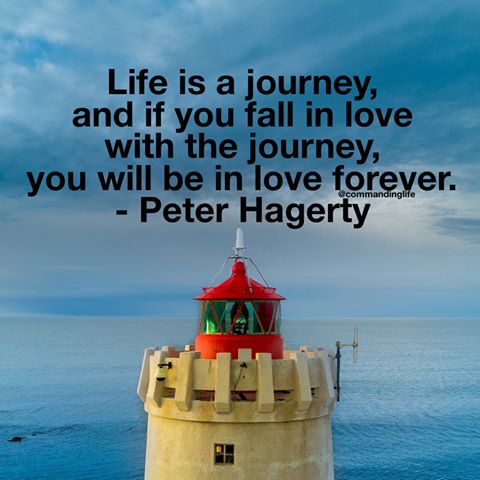 Life is a journey,
and if you fall in love
with the journey,
you will be in love forever.
@commandinglife
- Peter Hagerty